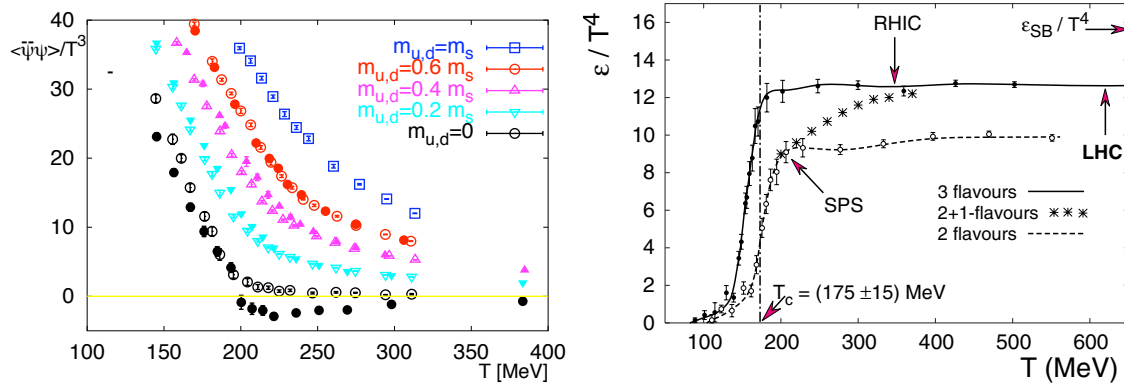 <ψ̄ψ>/T³
40
35
30
20
10
0
m_{u,d}=m_s
m_{u,d}=0.6 m_s
m_{u,d}=0.4 m_s
m_{u,d}=0.2 m_s
m_{u,d}=0
100 150 200 250 300 350 400
T [MeV]
ε / T⁴
16
14
12
10
8
6
4
2
0
RHIC
ε_{SB} / T⁴
LHC
SPS
3 flavours
2+1-flavours
2 flavours
T_c = (175 ±15) MeV
100 200 300 400 500 600
T (MeV)